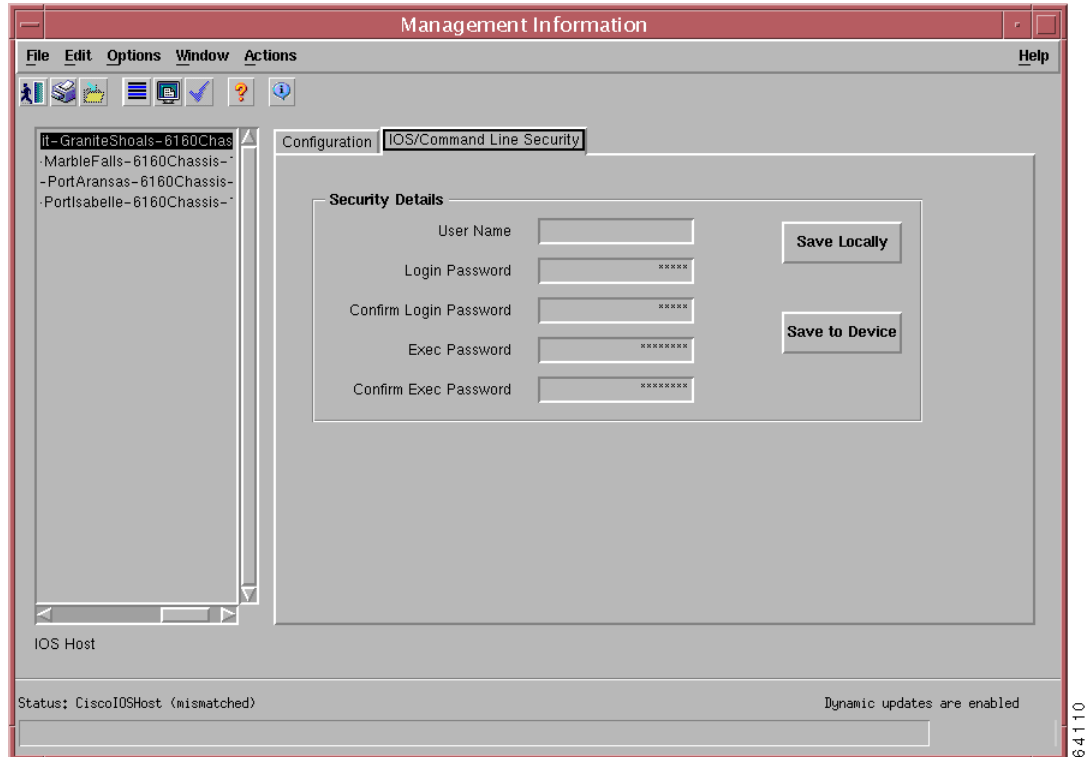 Management Information
File Edit Options Window Actions Help
it-GraniteShoals-6160Chas
-MarbleFalls-6160Chassis-
-PortAransas-6160Chassis-
-PortIsabelle-6160Chassis-
Configuration IOS/Command Line Security
Security Details
User Name
Save Locally
Login Password *****
Confirm Login Password *****
Save to Device
Exec Password ********
Confirm Exec Password ********
IOS Host
Status: CiscoIOSHost (mismatched) Dynamic updates are enabled
64110